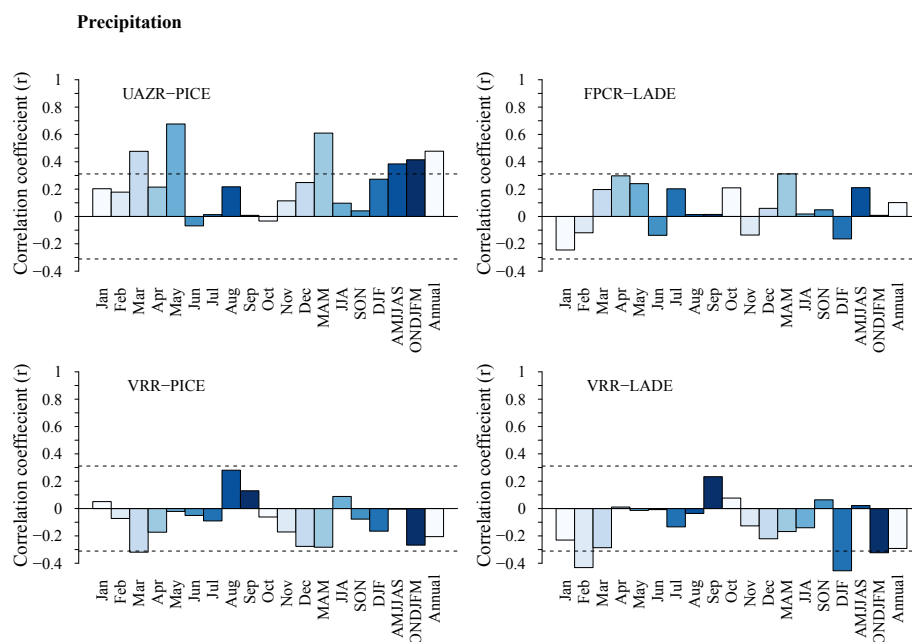 Precipitation
UAZR−PICE
Correlation coeffiecient (r)
1
0.8
0.6
0.4
0.2
0
−0.2
−0.4
Jan
Feb
Mar
Apr
May
Jun
Jul
Aug
Sep
Oct
Nov
Dec
MAM
JJA
SON
DJF
AMJJAS
ONDJFM
Annual
FPCR−LADE
Correlation coeffiecient (r)
1
0.8
0.6
0.4
0.2
0
−0.2
−0.4
Jan
Feb
Mar
Apr
May
Jun
Jul
Aug
Sep
Oct
Nov
Dec
MAM
JJA
SON
DJF
AMJJAS
ONDJFM
Annual
VRR−PICE
Correlation coeffiecient (r)
1
0.8
0.6
0.4
0.2
0
−0.2
−0.4
Jan
Feb
Mar
Apr
May
Jun
Jul
Aug
Sep
Oct
Nov
Dec
MAM
JJA
SON
DJF
AMJJAS
ONDJFM
Annual
VRR−LADE
Correlation coeffiecient (r)
1
0.8
0.6
0.4
0.2
0
−0.2
−0.4
Jan
Feb
Mar
Apr
May
Jun
Jul
Aug
Sep
Oct
Nov
Dec
MAM
JJA
SON
DJF
AMJJAS
ONDJFM
Annual